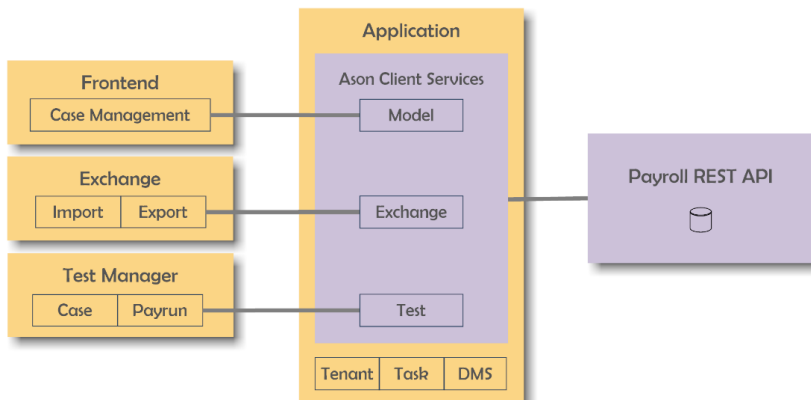 Application
Ason Client Services
Frontend
Case Management
Model
Exchange
Import Export
Exchange
Payroll REST API
Test Manager
Case Payrun
Test
Tenant Task DMS